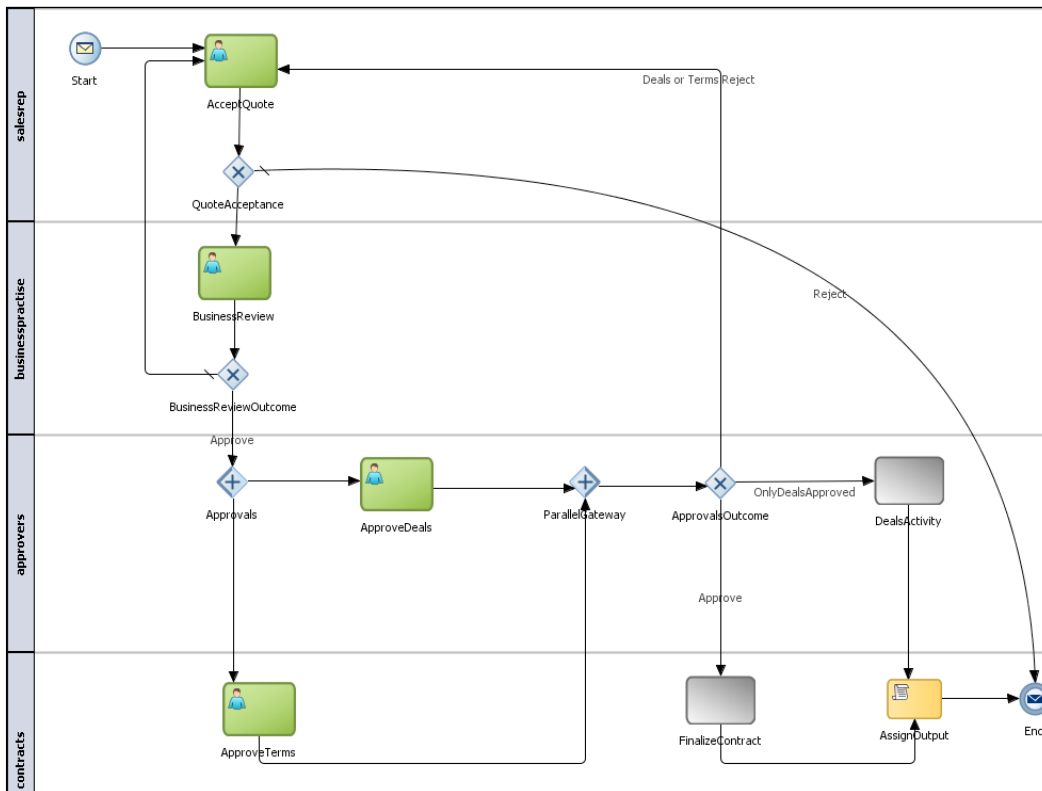 salesrep
Start
AcceptQuote
Deals or Terms Reject
QuoteAcceptance
businesspractise
BusinessReview
Reject
BusinessReviewOutcome
Approve
approvers
Approvals
ApproveDeals
ParallelGateway
ApprovalsOutcome
OnlyDealsApproved
DealsActivity
Approve
contracts
ApproveTerms
FinalizeContract
AssignOutput
End